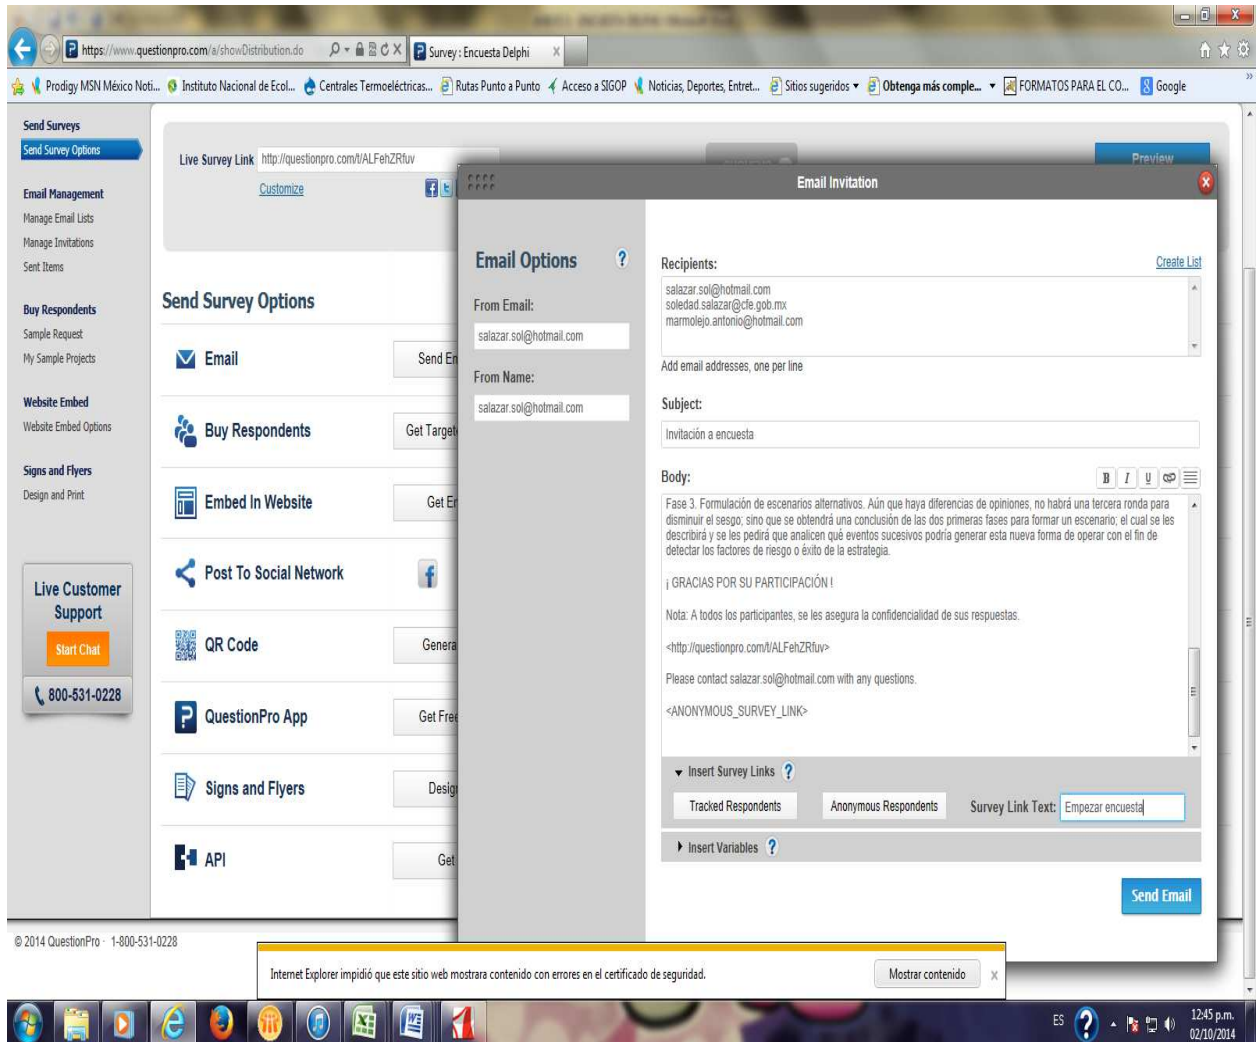 https://www.questionpro.com/a/showDistribution.do
Survey : Encuesta Delphi
Prodigy MSN México Noti...
Instituto Nacional de Ecol...
Centrales Termoeléctricas...
Rutas Punto a Punto
Acceso a SIGOP
Noticias, Deportes, Entret...
Sitios sugeridos
Obtenga más comple...
FORMATOS PARA EL CO...
Google
Send Surveys
Send Survey Options
Email Management
Manage Email Lists
Manage Invitations
Sent Items
Buy Respondents
Sample Request
My Sample Projects
Website Embed
Website Embed Options
Signs and Flyers
Design and Print
Live Customer
Support
Start Chat
800-531-0228
Live Survey Link http://questionpro.com/t/ALFehZRfuv
Customize
Preview
Send Survey Options
Email
Send Em
Buy Respondents
Get Target
Embed In Website
Get Em
Post To Social Network
QR Code
Genera
QuestionPro App
Get Free
Signs and Flyers
Design
API
Get
Email Invitation
Email Options
From Email:
salazar.sol@hotmail.com
From Name:
salazar.sol@hotmail.com
Recipients:
Create List
salazar.sol@hotmail.com
soledad.salazar@cfe.gob.mx
marmolejo.antonio@hotmail.com
Add email addresses, one per line
Subject:
Invitación a encuesta
Body:
B I U
Fase 3. Formulación de escenarios alternativos. Aún que haya diferencias de opiniones, no habrá una tercera ronda para
disminuir el sesgo; sino que se obtendrá una conclusión de las dos primeras fases para formar un escenario; el cual se les
describirá y se les pedirá que analicen qué eventos sucesivos podría generar esta nueva forma de operar con el fin de
detectar los factores de riesgo o éxito de la estrategia.
¡ GRACIAS POR SU PARTICIPACIÓN !
Nota: A todos los participantes, se les asegura la confidencialidad de sus respuestas.
<http://questionpro.com/t/ALFehZRfuv>
Please contact salazar.sol@hotmail.com with any questions.
<ANONYMOUS_SURVEY_LINK>
Insert Survey Links
Tracked Respondents
Anonymous Respondents
Survey Link Text: Empezar encuesta
Insert Variables
Send Email
© 2014 QuestionPro · 1-800-531-0228
Internet Explorer impidió que este sitio web mostrara contenido con errores en el certificado de seguridad.
Mostrar contenido
ES
12:45 p.m.
02/10/2014